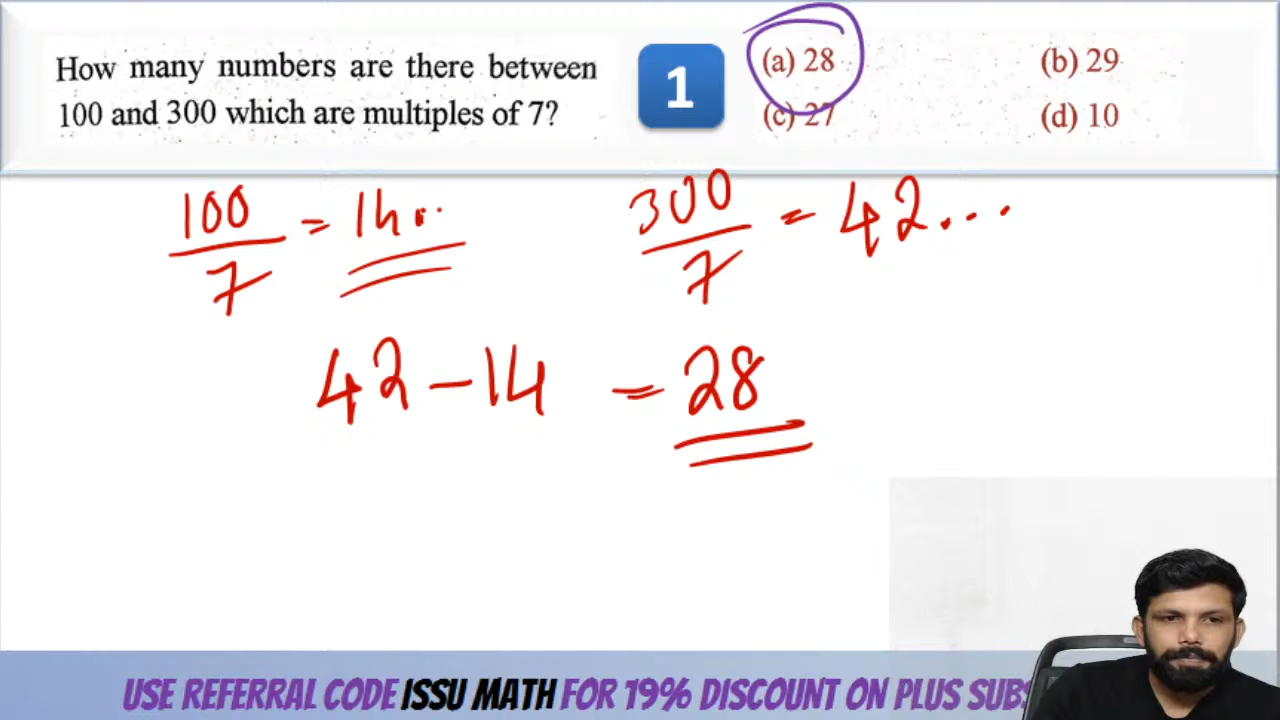 How many numbers are there between
100 and 300 which are multiples of 7?
1
(a) 28
(b) 29
(c) 27
(d) 10
100/7 = 14...
300/7 = 42...
42 - 14 = 28
USE REFERRAL CODE ISSU MATH FOR 19% DISCOUNT ON PLUS SUBS